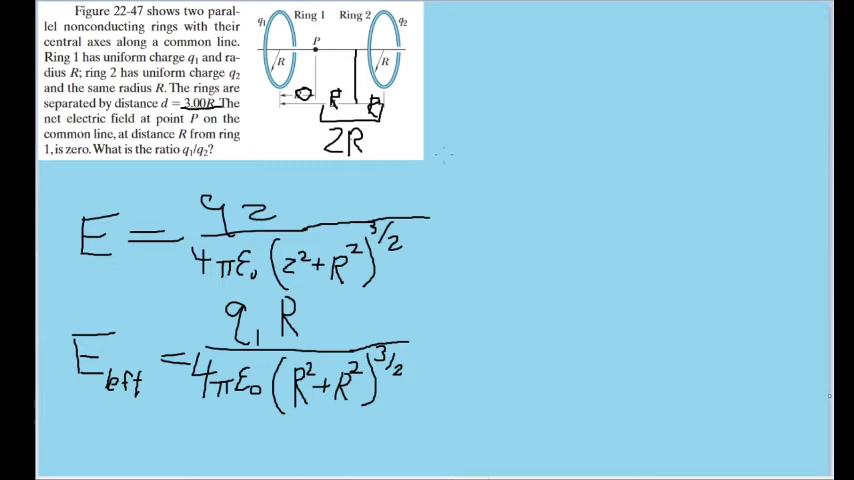 Figure 22-47 shows two paral-
lel nonconducting rings with their
central axes along a common line.
Ring 1 has uniform charge q₁ and ra-
dius R; ring 2 has uniform charge q₂
and the same radius R. The rings are
separated by distance d = 3.00R. The
net electric field at point P on the
common line, at distance R from ring
1, is zero. What is the ratio q₁/q₂?
q₁ Ring 1 Ring 2 q₂
P
R R
R R
2R
E = qz / 4πε₀(z²+R²)^3/2
E left = q₁R / 4πε₀(R²+R²)^3/2